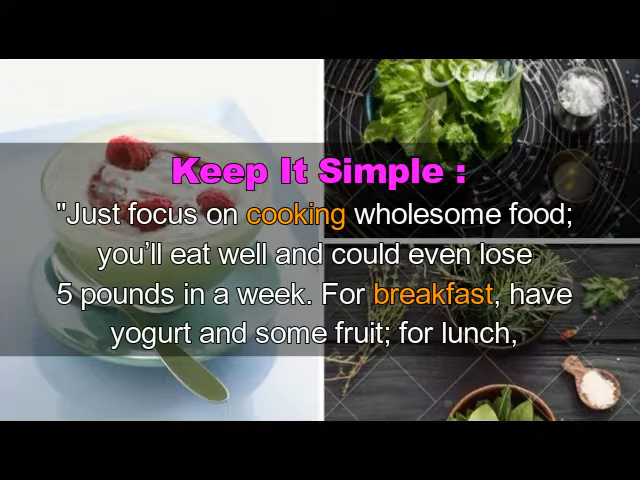 Canva
Keep It Simple :
"Just focus on cooking wholesome food;
you’ll eat well and could even lose
5 pounds in a week. For breakfast, have
yogurt and some fruit; for lunch,